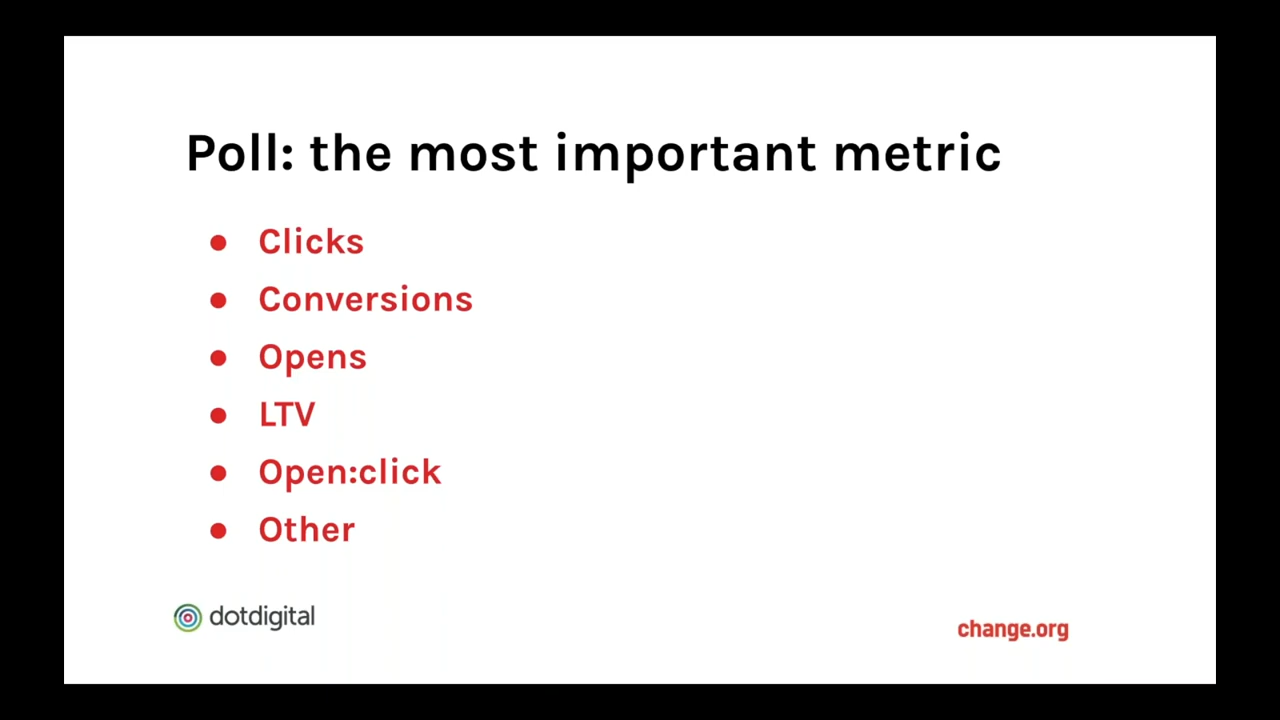 Poll: the most important metric
● Clicks
● Conversions
● Opens
● LTV
● Open:click
● Other
dotdigital
change.org